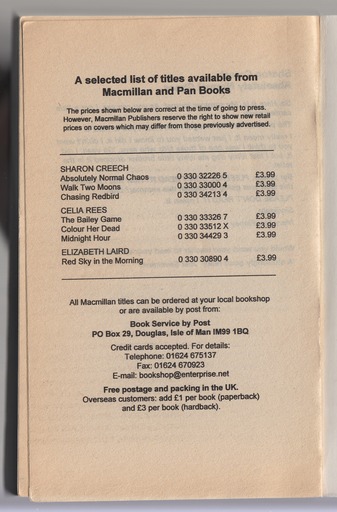 A selected list of titles available from
Macmillan and Pan Books
The prices shown below are correct at the time of going to press.
However, Macmillan Publishers reserve the right to show new retail
prices on covers which may differ from those previously advertised.
SHARON CREECH
Absolutely Normal Chaos 0 330 32226 5 £3.99
Walk Two Moons 0 330 33000 4 £3.99
Chasing Redbird 0 330 34213 4 £3.99
CELIA REES
The Bailey Game 0 330 33326 7 £3.99
Colour Her Dead 0 330 33512 X £3.99
Midnight Hour 0 330 34429 3 £3.99
ELIZABETH LAIRD
Red Sky in the Morning 0 330 30890 4 £3.99
All Macmillan titles can be ordered at your local bookshop
or are available by post from:
Book Service by Post
PO Box 29, Douglas, Isle of Man IM99 1BQ
Credit cards accepted. For details:
Telephone: 01624 675137
Fax: 01624 670923
E-mail: bookshop@enterprise.net
Free postage and packing in the UK.
Overseas customers: add £1 per book (paperback)
and £3 per book (hardback).